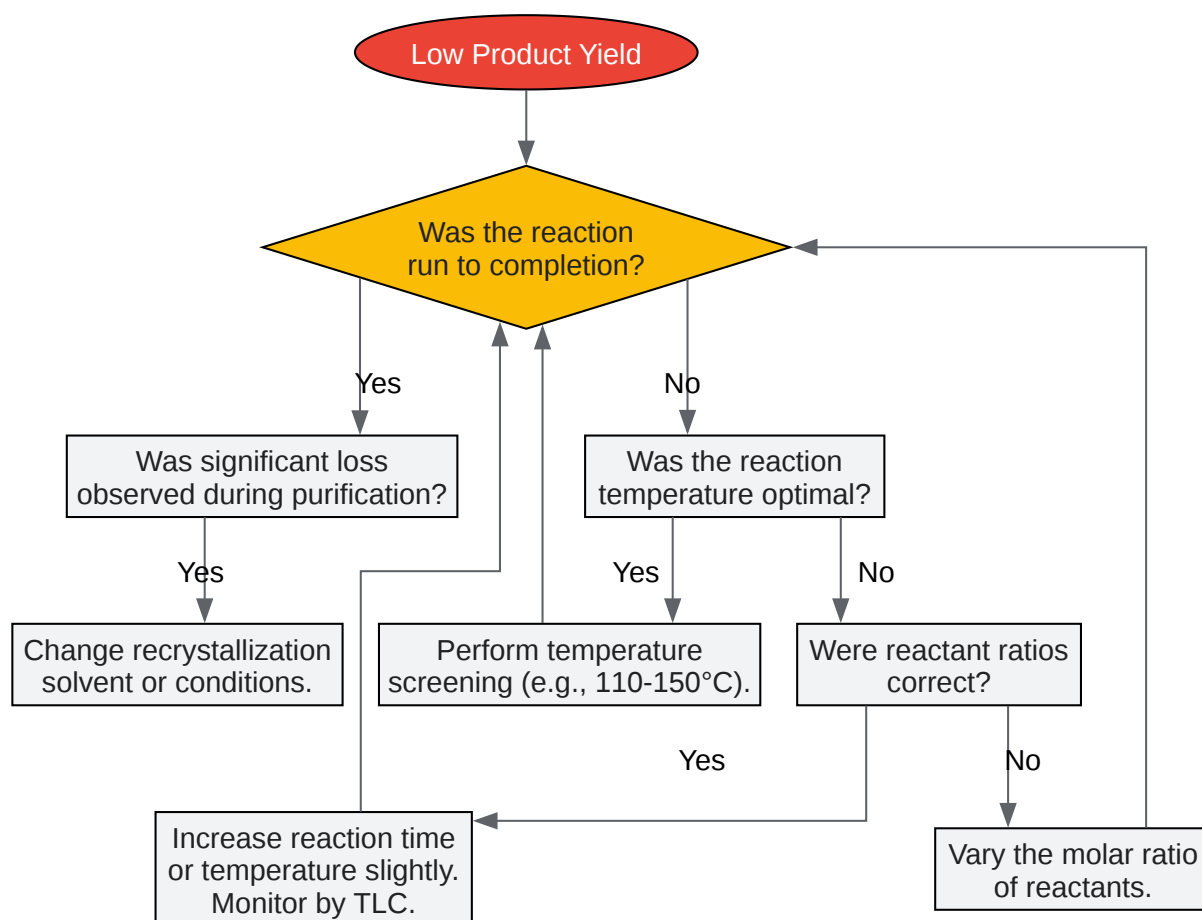 Low Product Yield
Was the reaction
run to completion?
Yes
No
Was significant loss
observed during purification?
Was the reaction
temperature optimal?
Yes
Yes
No
Change recrystallization
solvent or conditions.
Perform temperature
screening (e.g., 110-150°C).
Were reactant ratios
correct?
Yes
No
Increase reaction time
or temperature slightly.
Monitor by TLC.
Vary the molar ratio
of reactants.